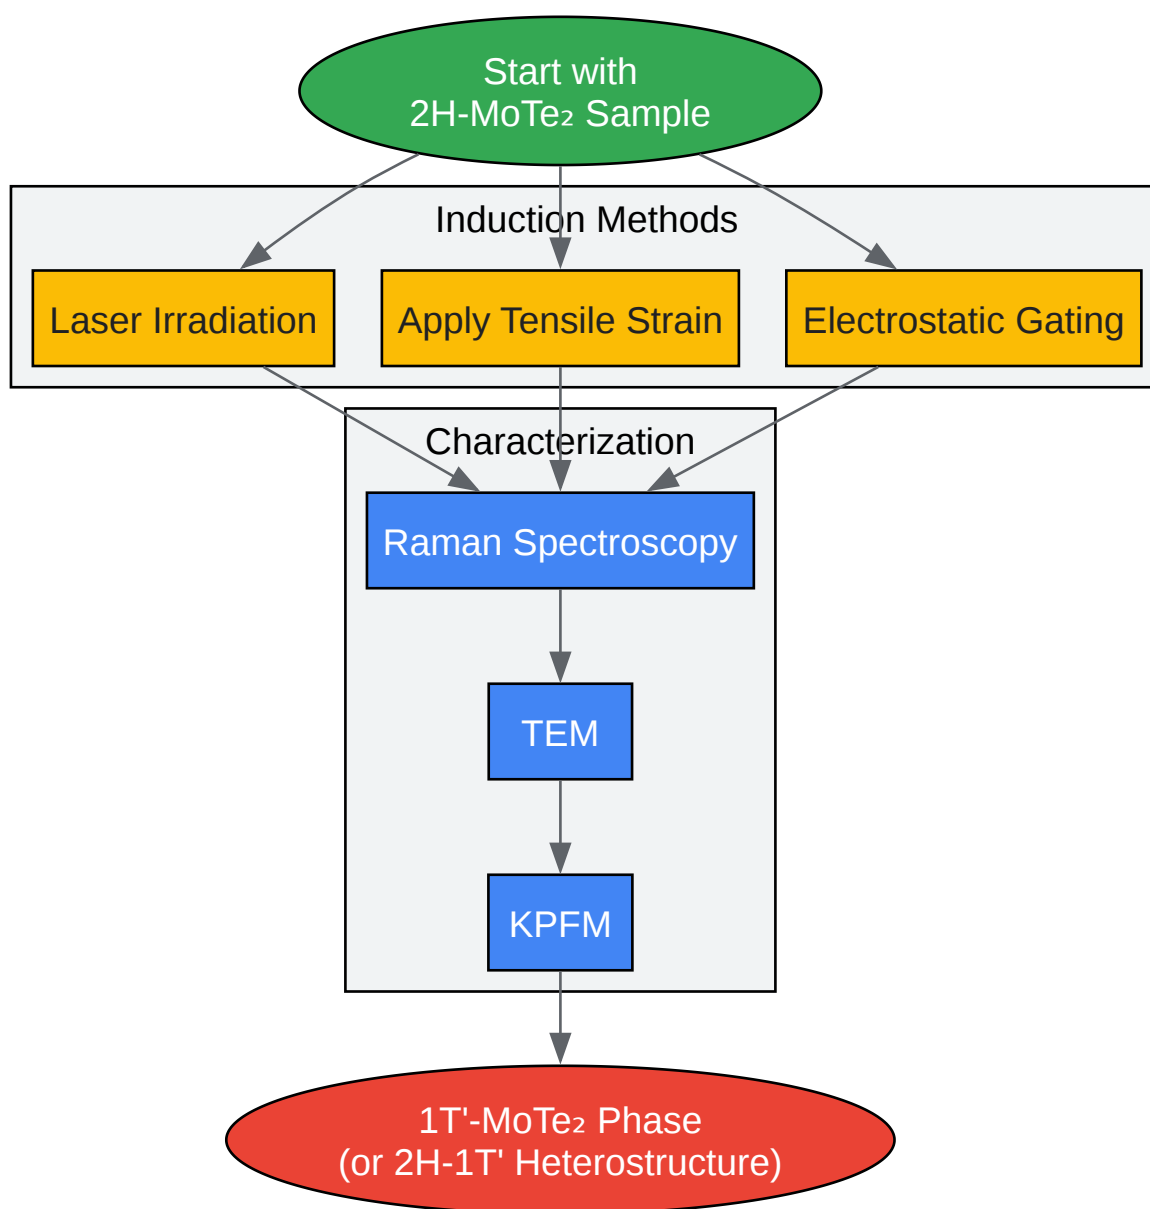 Start with
2H-MoTe₂ Sample
Induction Methods
Laser Irradiation
Apply Tensile Strain
Electrostatic Gating
Characterization
Raman Spectroscopy
TEM
KPFM
1T'-MoTe₂ Phase
(or 2H-1T' Heterostructure)